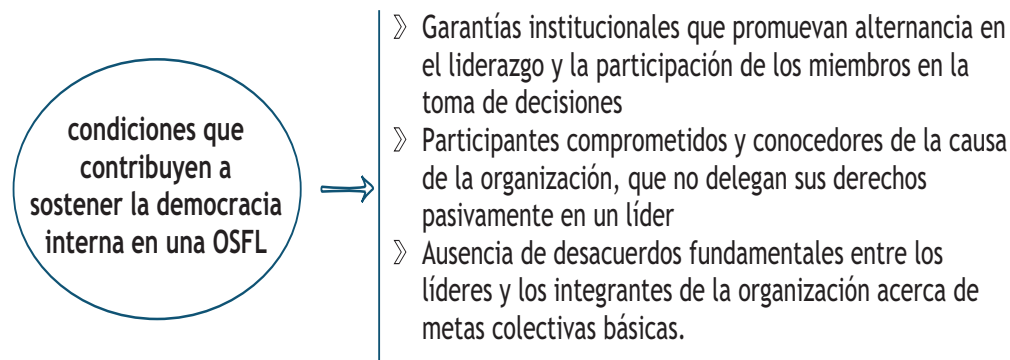 condiciones que
contribuyen a
sostener la democracia
interna en una OSFL
》 Garantías institucionales que promuevan alternancia en
el liderazgo y la participación de los miembros en la
toma de decisiones
》 Participantes comprometidos y conocedores de la causa
de la organización, que no delegan sus derechos
pasivamente en un líder
》 Ausencia de desacuerdos fundamentales entre los
líderes y los integrantes de la organización acerca de
metas colectivas básicas.